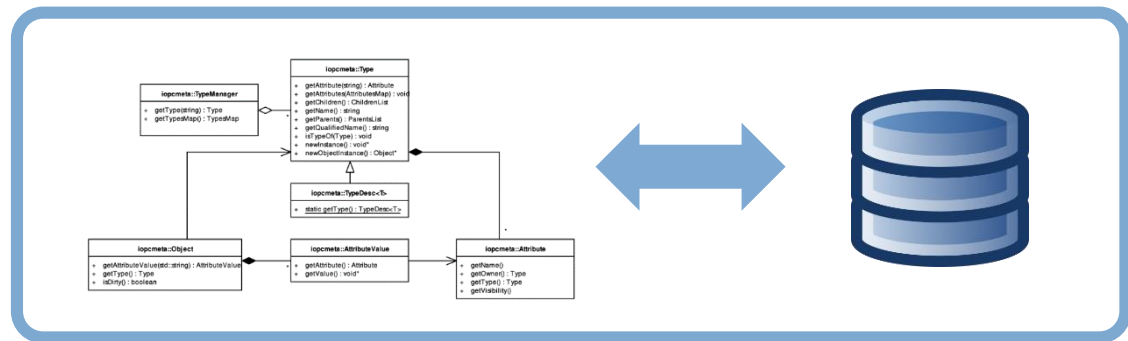 iopcmeta::Type
+ getAttribute(string) : Attribute
+ getAttributes(AttributesMap) : void
+ getChildren() : ChildrenList
+ getName() : string
+ getParents() : ParentsList
+ getQualifiedName() : string
+ isTypeOf(Type) : void
+ newInstance() : void*
+ newObjectInstance() : Object*
iopcmeta::TypeManager
+ getType(string) : Type
+ getTypesMap() : TypesMap
*
iopcmeta::TypeDesc<T>
+ static getType() : TypeDesc<T>
iopcmeta::Object
+ getAttributeValue(std::string) : AttributeValue
+ getType() : Type
+ isDirty() : boolean
*
iopcmeta::AttributeValue
+ getAttribute() : Attribute
+ getValue() : void*
*
iopcmeta::Attribute
+ getName()
+ getOwner() : Type
+ getType() : Type
+ getVisibility()